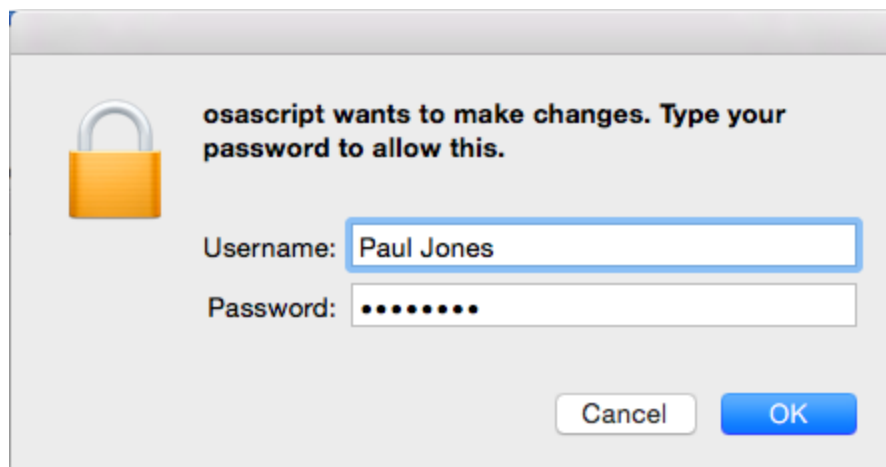 osascript wants to make changes. Type your
password to allow this.
Username: Paul Jones
Password: ••••••••
Cancel OK